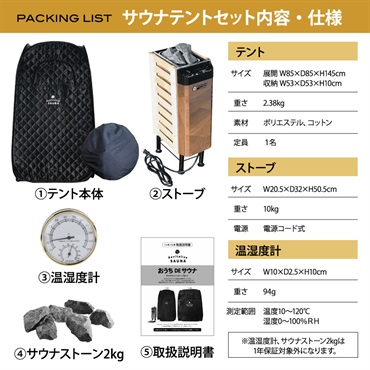 PACKING LIST サウナテントセット内容・仕様
①テント本体
②ストーブ
③温湿度計
④サウナストーン2kg
SAUNA
取扱説明書
おうち DE サウナ
⑤取扱説明書
テント
サイズ 展開 W85×D85×H145cm
収納 W53×D53×H10cm
重さ 2.38kg
素材 ポリエステル、コットン
定員 1名
ストーブ
サイズ W20.5×D32×H50.5cm
重さ 10kg
電源 電源コード式
温湿度計
サイズ W10×D2.5×H10cm
重さ 94g
測定範囲 温度10〜120℃
湿度0〜100%RH
※温湿度計、サウナストーン2kgは
1年保証対象外になります。